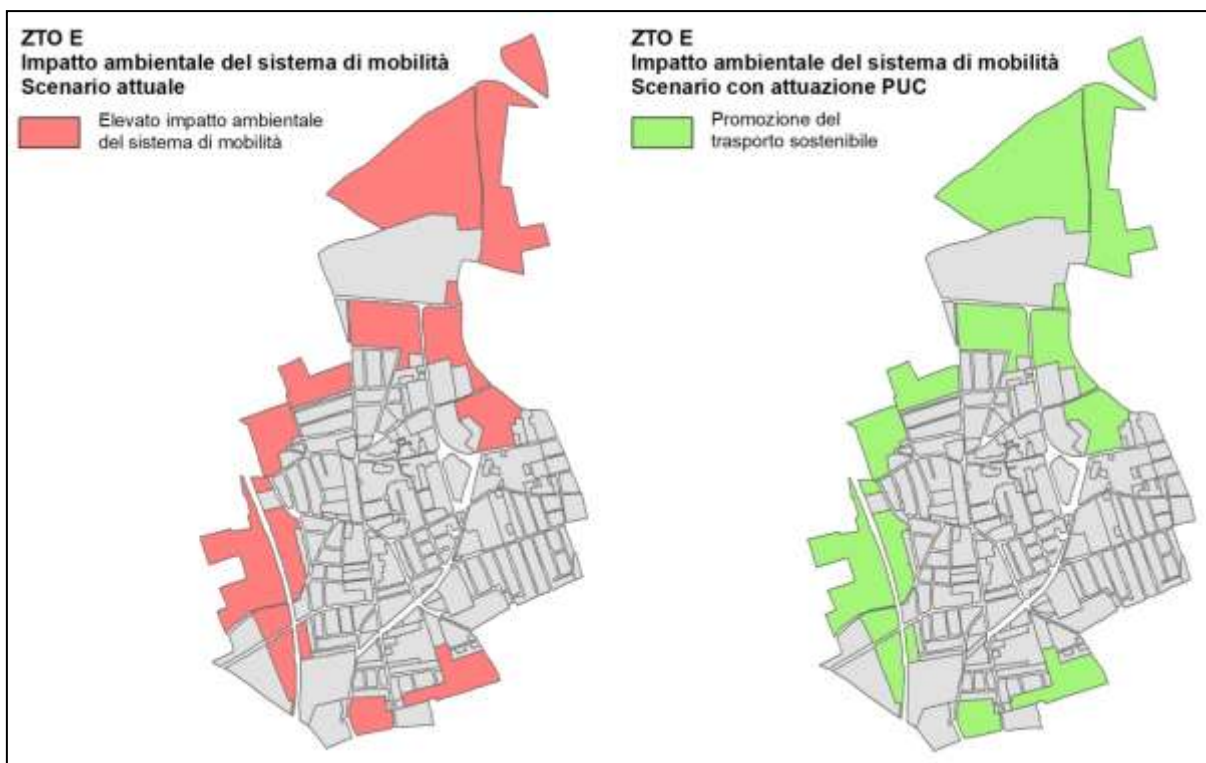 ZTO E
Impatto ambientale del sistema di mobilità
Scenario attuale
Elevato impatto ambientale
del sistema di mobilità
ZTO E
Impatto ambientale del sistema di mobilità
Scenario con attuazione PUC
Promozione del
trasporto sostenibile